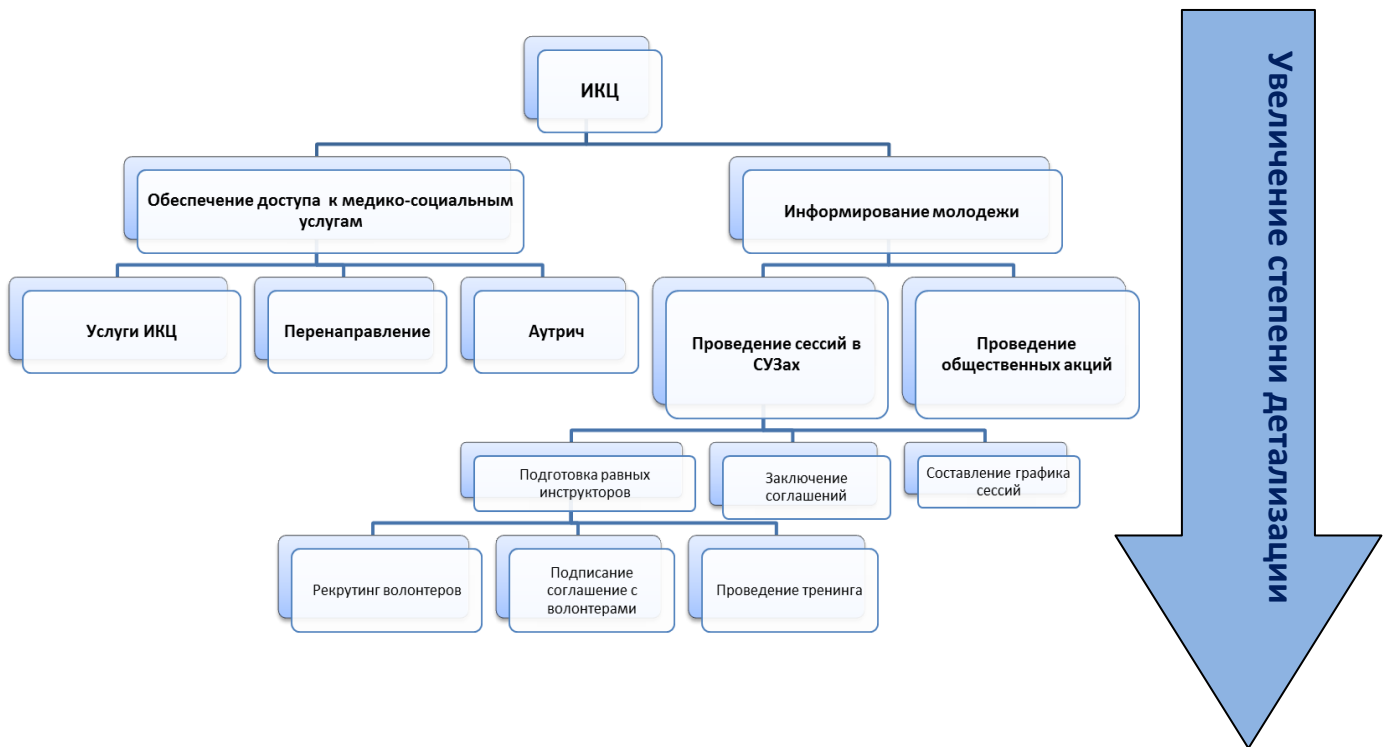 ИКЦ
Обеспечение доступа к медико-социальным
услугам
Информирование молодежи
Услуги ИКЦ
Перенаправление
Аутрич
Проведение сессий в
СУЗах
Проведение
общественных акций
Подготовка равных
инструкторов
Заключение
соглашений
Составление графика
сессий
Рекрутинг волонтеров
Подписание
соглашение с
волонтерами
Проведение тренинга
Увеличение степени детализации